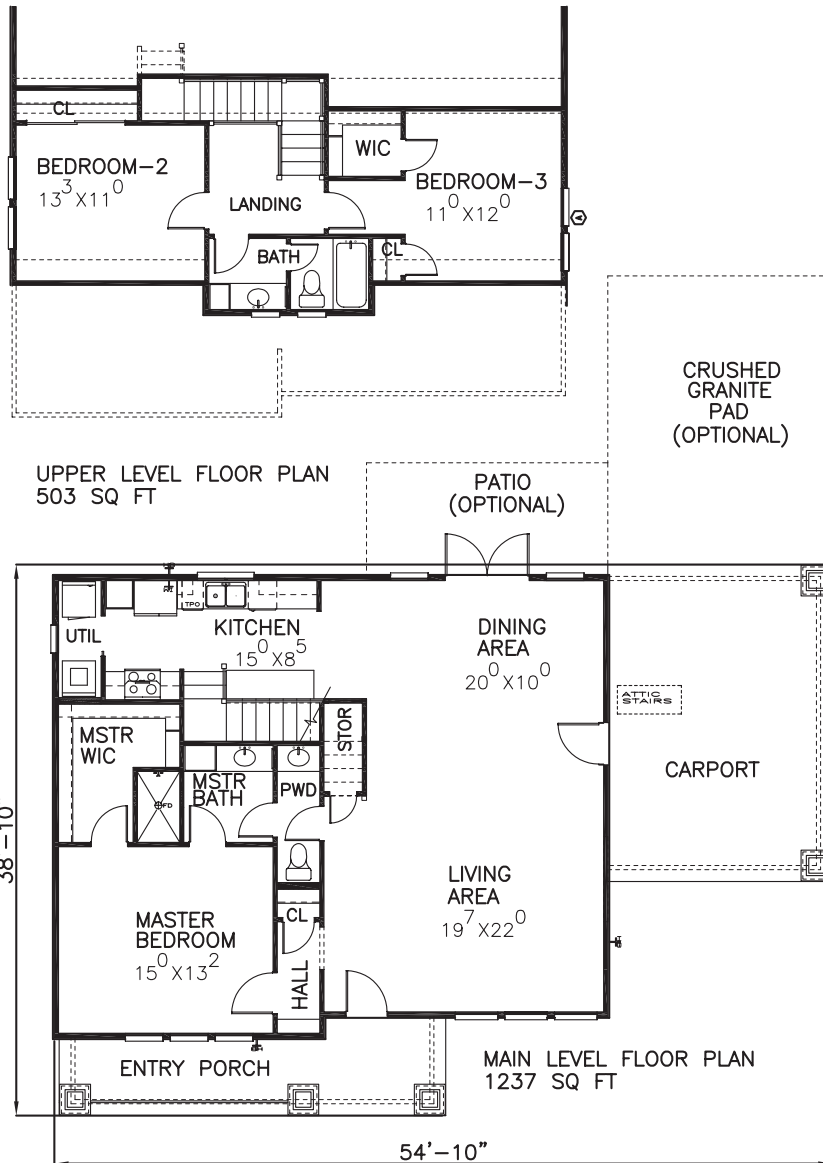 CL
BEDROOM-2
13³X11⁰
WIC
BEDROOM-3
11⁰X12⁰
A
LANDING
BATH
CL
CRUSHED
GRANITE
PAD
(OPTIONAL)
UPPER LEVEL FLOOR PLAN
503 SQ FT
PATIO
(OPTIONAL)
UTIL
TPO
KITCHEN
15⁰X8⁵
DINING
AREA
20⁰X10⁰
ATTIC
STAIRS
CARPORT
MSTR
WIC
STOR
MSTR
BATH
PWD
FD
38'-10"
LIVING
AREA
19⁷X22⁰
MASTER
BEDROOM
15⁰X13²
CL
HALL
ENTRY PORCH
MAIN LEVEL FLOOR PLAN
1237 SQ FT
54'-10"